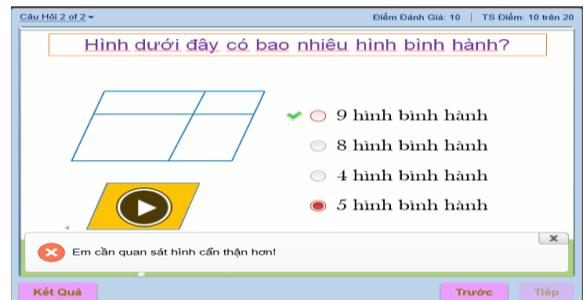 Câu Hỏi 2 of 2
Điểm Đánh Giá: 10 | TS Điểm: 10 trên 20
Hình dưới đây có bao nhiêu hình bình hành?
9 hình bình hành
8 hình bình hành
4 hình bình hành
5 hình bình hành
Em cần quan sát hình cẩn thận hơn!
Kết Quả
Trước
Tiếp